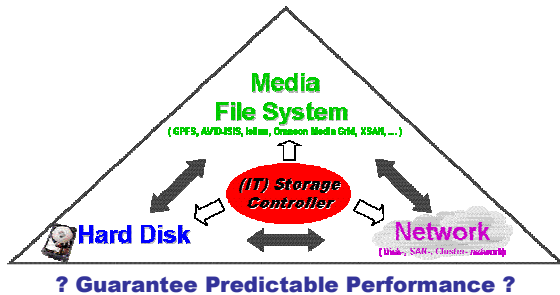 Media
File System
( GPFS, AVID-ISIS, Isilon, Omneon Media Grid, XSAN, .... )
(IT) Storage
Controller
Hard Disk
Network
SAN-, Cluster- network)
? Guarantee Predictable Performance ?